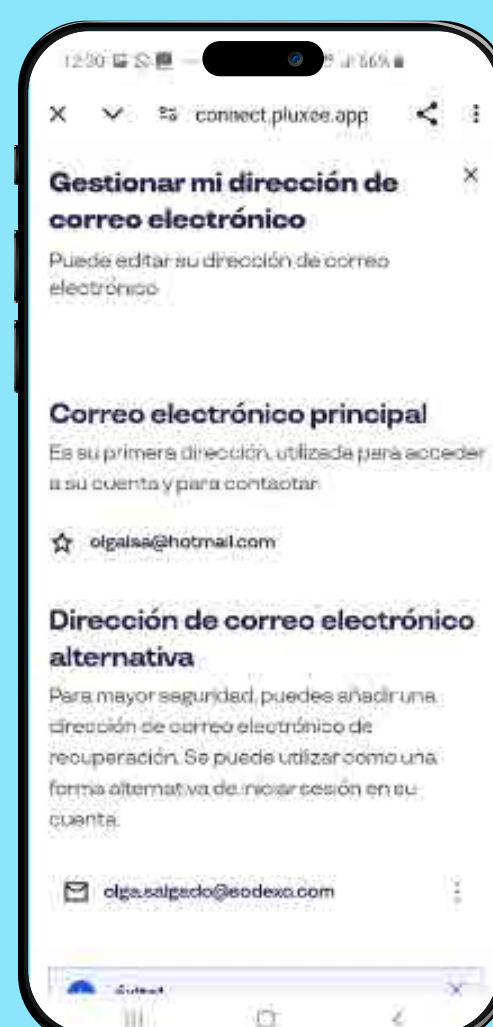 12:30
66%
connect.pluxee.app
Gestionar mi dirección de
correo electrónico
Puede editar su dirección de correo
electrónico
Correo electrónico principal
Es su primera dirección, utilizada para acceder
a su cuenta y para contactar
olgalsa@hotmail.com
Dirección de correo electrónico
alternativa
Para mayor seguridad, puedes añadir una
dirección de correo electrónico de
recuperación. Se puede utilizar como una
forma alternativa de iniciar sesión en su
cuenta.
olga.salgado@sodexo.com